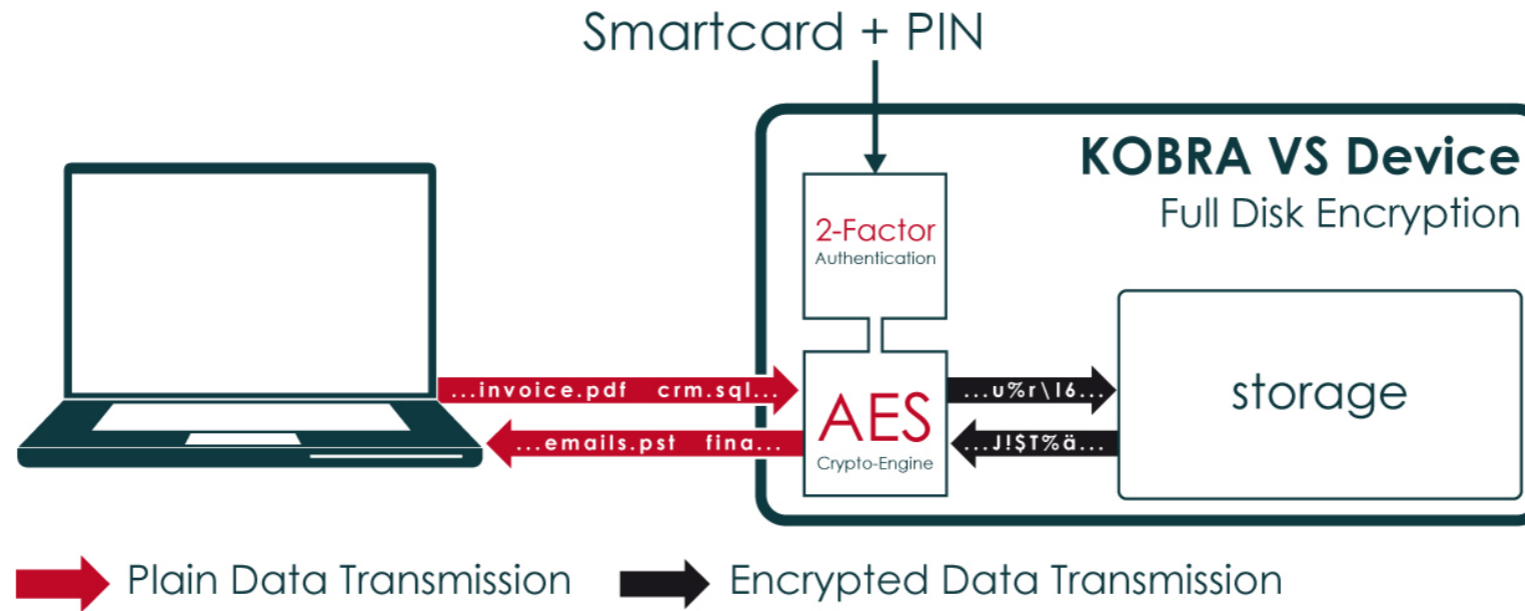 Smartcard + PIN
KOBRA VS Device
Full Disk Encryption
2-Factor
Authentication
...invoice.pdf crm.sql...
...u%r\I6...
storage
AES
...emails.pst fina...
...J!$T%ä...
Crypto-Engine
Plain Data Transmission
Encrypted Data Transmission